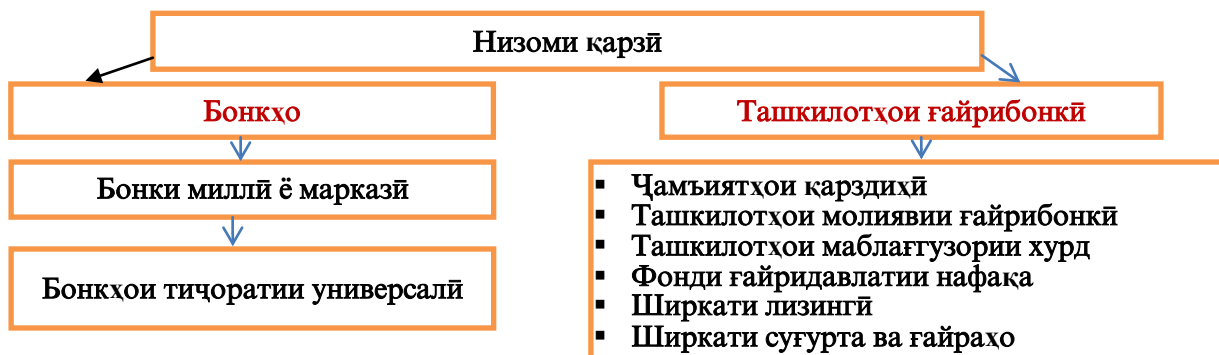 Низоми қарзӣ
Бонкҳо
Ташкилотҳои ғайрибонкӣ
Бонки миллӣ ё марказӣ
Бонкҳои тиҷоратии универсалӣ
▪ Ҷамъиятҳои қарздиҳӣ
▪ Ташкилотҳои молиявии ғайрибонкӣ
▪ Ташкилотҳои маблағгузории хурд
▪ Фонди ғайридавлатии нафақа
▪ Ширкати лизингӣ
▪ Ширкати суғурта ва ғайраҳо